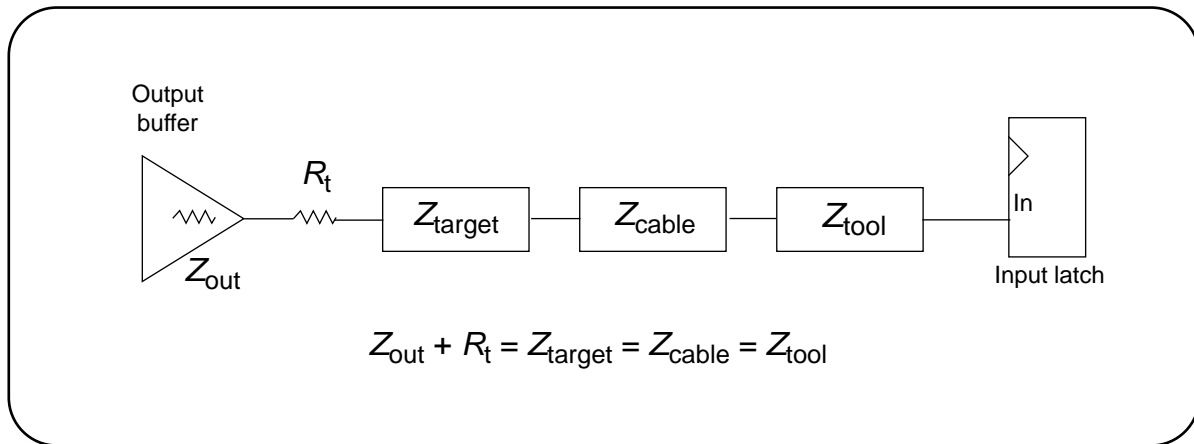 Output
buffer
Rt
Ztarget
Zcable
Ztool
In
Zout
Input latch
Zout + Rt = Ztarget = Zcable = Ztool